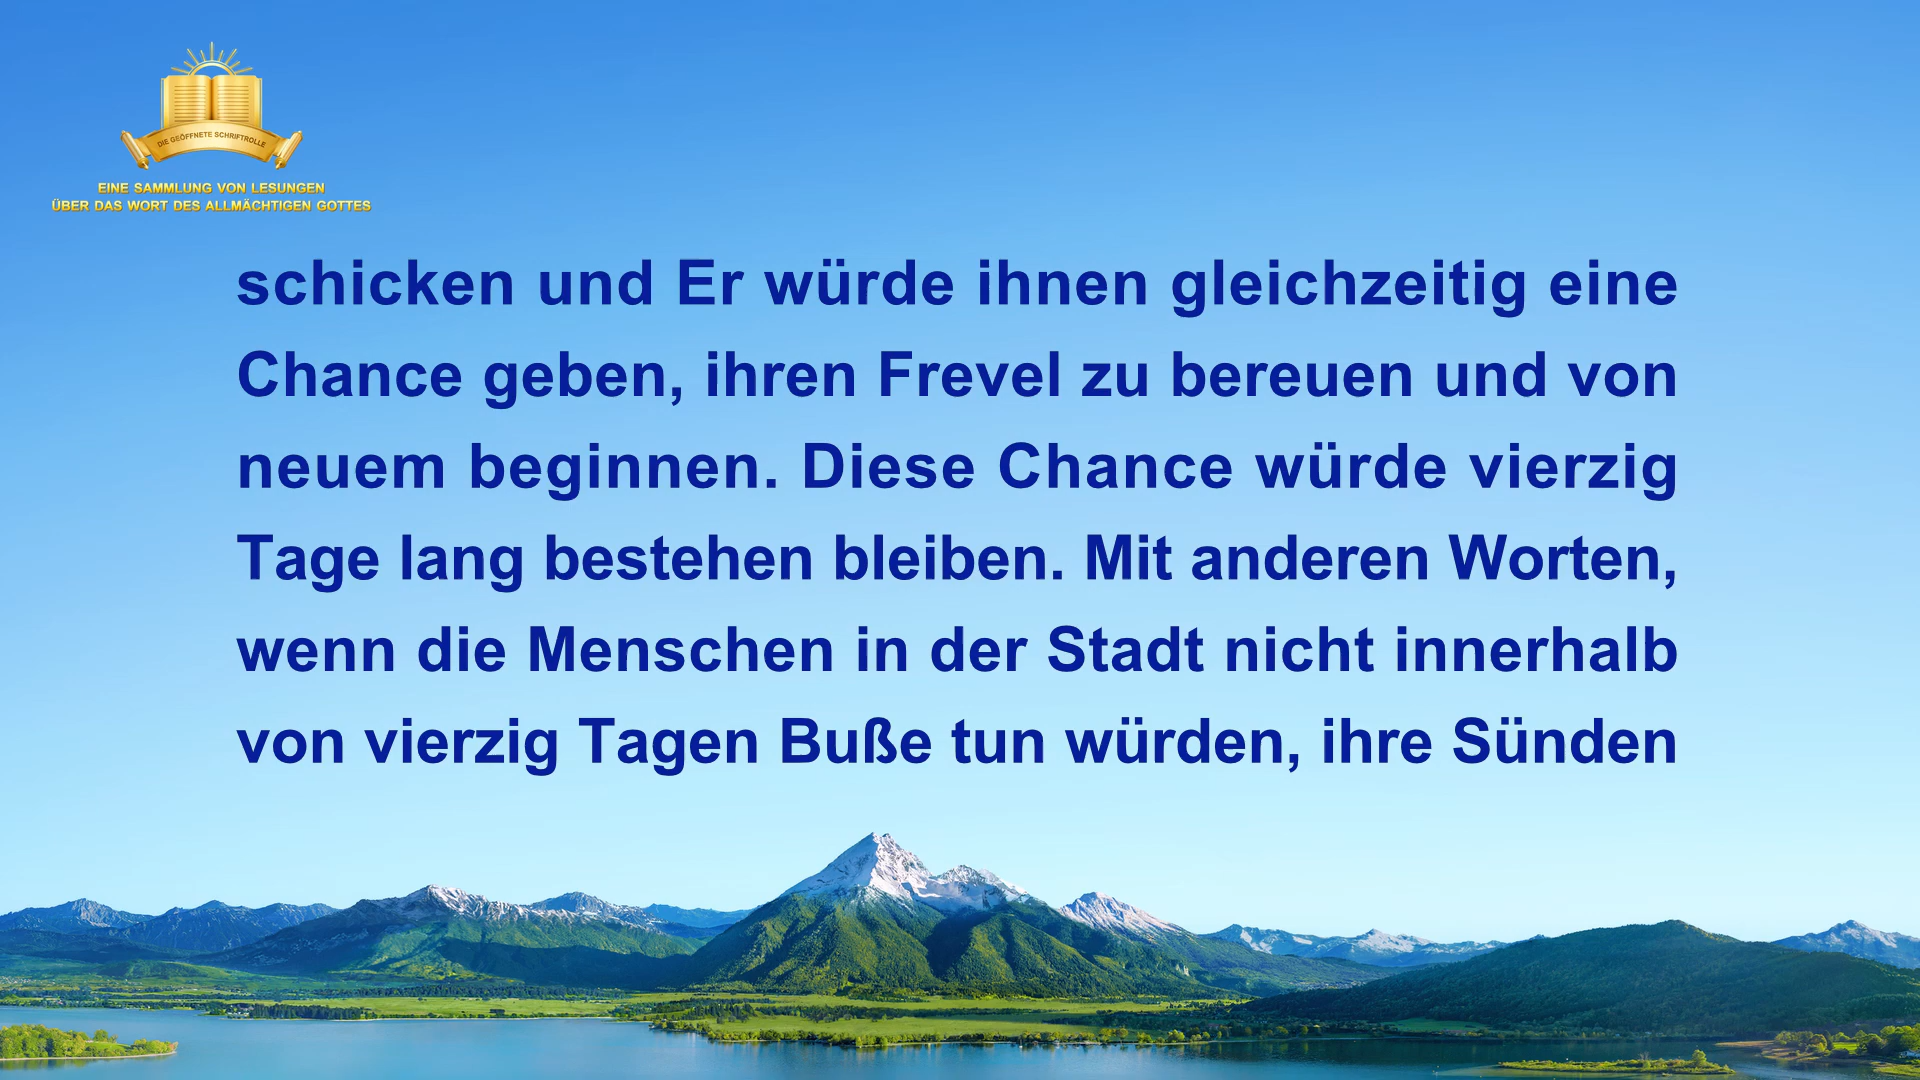 DIE GEÖFFNETE SCHRIFTROLLE
EINE SAMMLUNG VON LESUNGEN
ÜBER DAS WORT DES ALLMÄCHTIGEN GOTTES
schicken und Er würde ihnen gleichzeitig eine
Chance geben, ihren Frevel zu bereuen und von
neuem beginnen. Diese Chance würde vierzig
Tage lang bestehen bleiben. Mit anderen Worten,
wenn die Menschen in der Stadt nicht innerhalb
von vierzig Tagen Buße tun würden, ihre Sünden